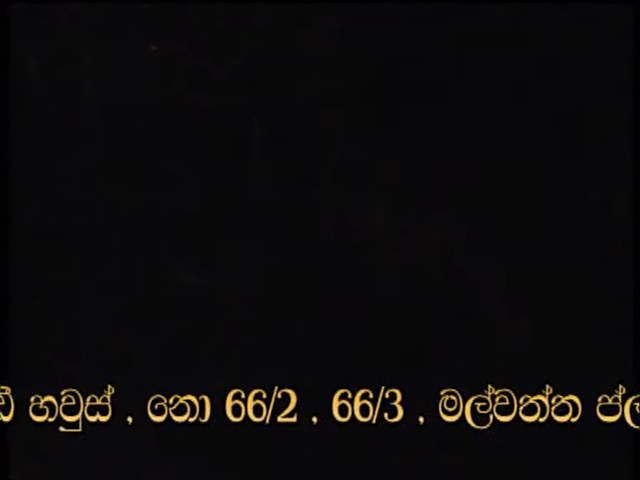 හවුස් , නො 66/2 , 66/3 , මල්වත්ත